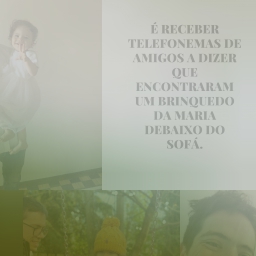 É RECEBER
TELEFONEMAS DE
AMIGOS A DIZER
QUE
ENCONTRARAM
UM BRINQUEDO
DA MARIA
DEBAIXO DO
SOFÁ.